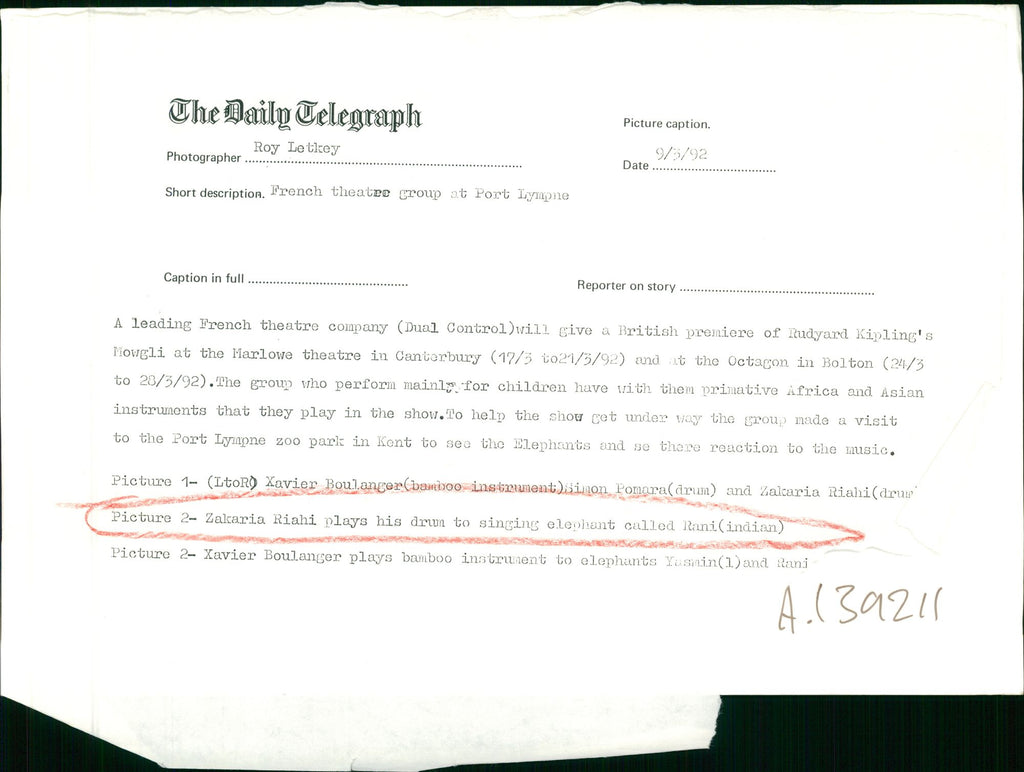 The Daily Telegraph
Picture caption.
Photographer Roy Letkey
Date 9/3/92
Short description. French theatre group at Port Lympne
Caption in full
Reporter on story
A leading French theatre company (Dual Control)will give a British premiere of Rudyard Kipling's
Mowgli at the Marlowe theatre in Canterbury (17/3 to21/3/92) and at the Octagon in Bolton (24/3
to 28/3/92).The group who perform mainly for children have with them primative Africa and Asian
instruments that they play in the show.To help the show get under way the group made a visit
to the Port Lympne zoo park in Kent to see the Elephants and se there reaction to the music.
Picture 1- (LtoR) Xavier Boulanger(bamboo instrument)Simon Pomara(drum) and Zakaria Riahi(drum
Picture 2- Zakaria Riahi plays his drum to singing elephant called Rani(indian)
Picture 2- Xavier Boulanger plays bamboo instrument to elephants Yasmin(l)and Rani
A.139211